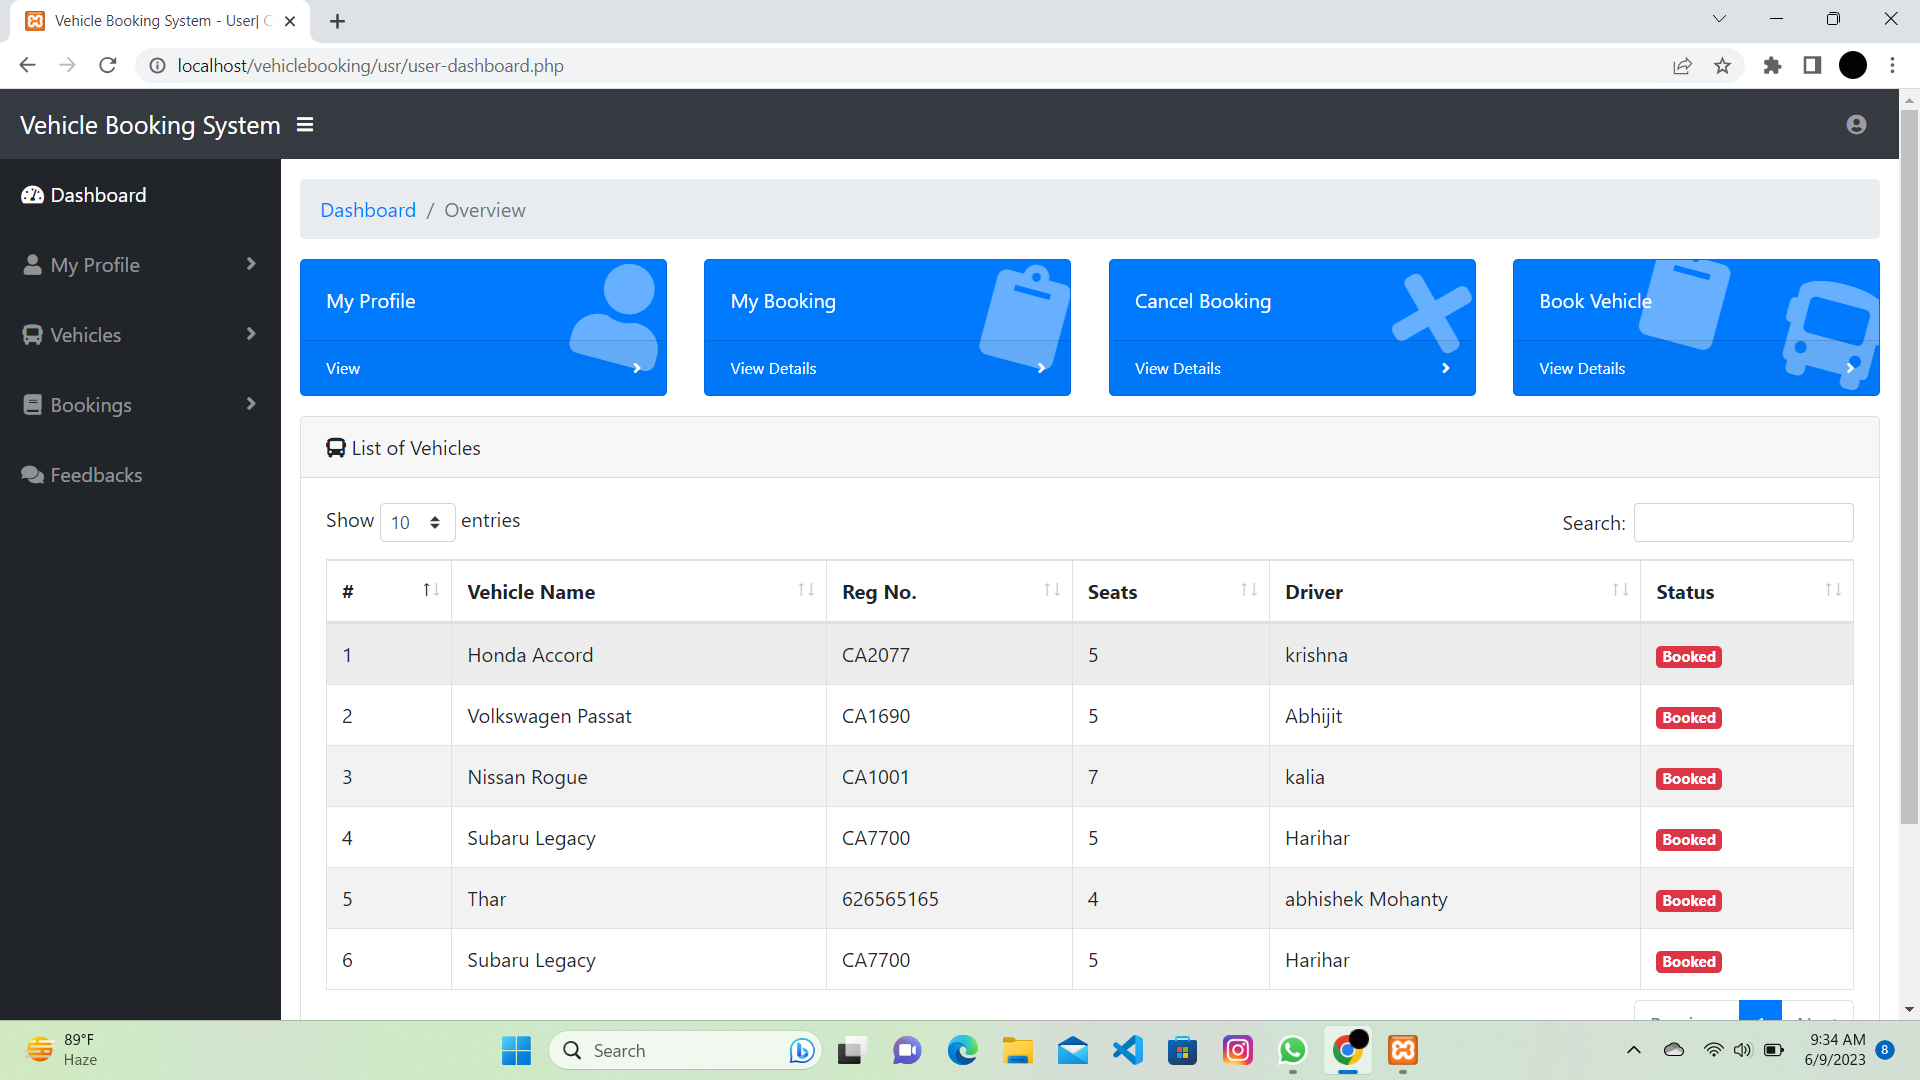 Vehicle Booking System - User| C
localhost/vehiclebooking/usr/user-dashboard.php
Vehicle Booking System
Dashboard
My Profile
Vehicles
Bookings
Feedbacks
Dashboard / Overview
My Profile
View
My Booking
View Details
Cancel Booking
View Details
Book Vehicle
View Details
List of Vehicles
Show 10 entries
Search:
# Vehicle Name Reg No. Seats Driver Status
1 Honda Accord CA2077 5 krishna Booked
2 Volkswagen Passat CA1690 5 Abhijit Booked
3 Nissan Rogue CA1001 7 kalia Booked
4 Subaru Legacy CA7700 5 Harihar Booked
5 Thar 626565165 4 abhishek Mohanty Booked
6 Subaru Legacy CA7700 5 Harihar Booked
89°F
Haze
Search
9:34 AM
6/9/2023
8